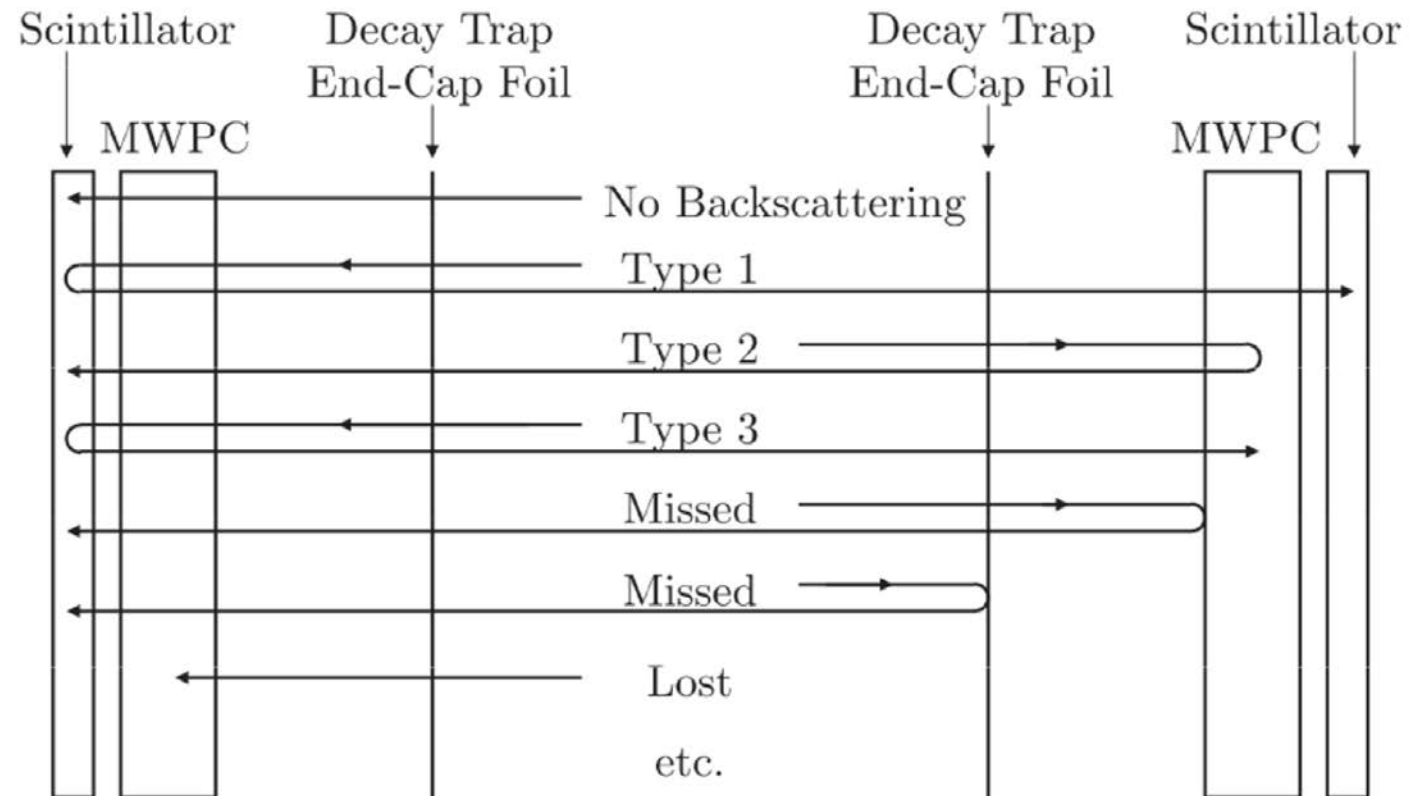 Scintillator
Decay Trap
End-Cap Foil
Decay Trap
End-Cap Foil
Scintillator
MWPC
MWPC
No Backscattering
Type 1
Type 2
Type 3
Missed
Missed
Lost
etc.